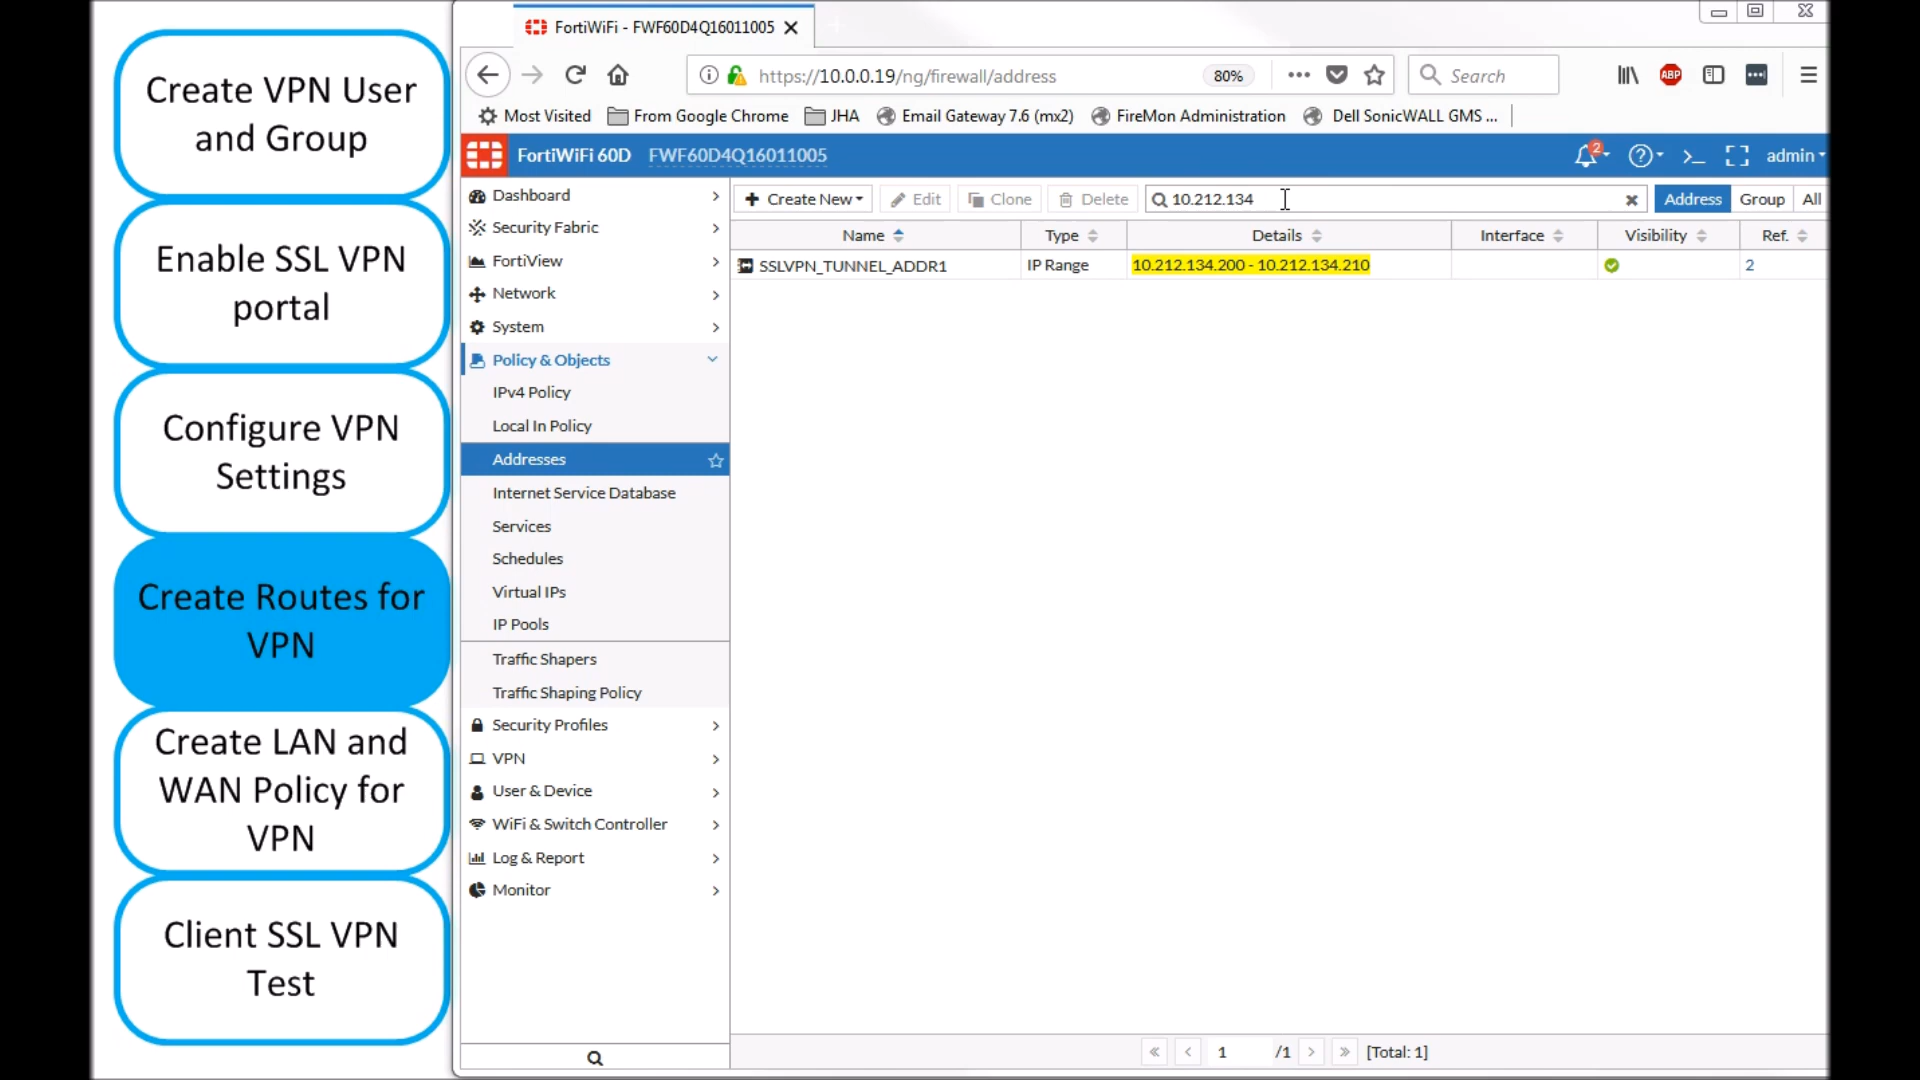 Create VPN User
and Group
Enable SSL VPN
portal
Configure VPN
Settings
Create Routes for
VPN
Create LAN and
WAN Policy for
VPN
Client SSL VPN
Test
FortiWiFi - FWF60D4Q16011005
https://10.0.0.19/ng/firewall/address
80%
Search
ABP
Most Visited
From Google Chrome
JHA
Email Gateway 7.6 (mx2)
FireMon Administration
Dell SonicWALL GMS ...
FortiWiFi 60D FWF60D4Q16011005
2
admin
Dashboard
Security Fabric
FortiView
Network
System
Policy & Objects
IPv4 Policy
Local In Policy
Addresses
Internet Service Database
Services
Schedules
Virtual IPs
IP Pools
Traffic Shapers
Traffic Shaping Policy
Security Profiles
VPN
User & Device
WiFi & Switch Controller
Log & Report
Monitor
+ Create New
Edit
Clone
Delete
10.212.134
Address
Group
All
Name Type Details Interface Visibility Ref.
SSLVPN_TUNNEL_ADDR1 IP Range 10.212.134.200 - 10.212.134.210 2
1 /1 [Total: 1]